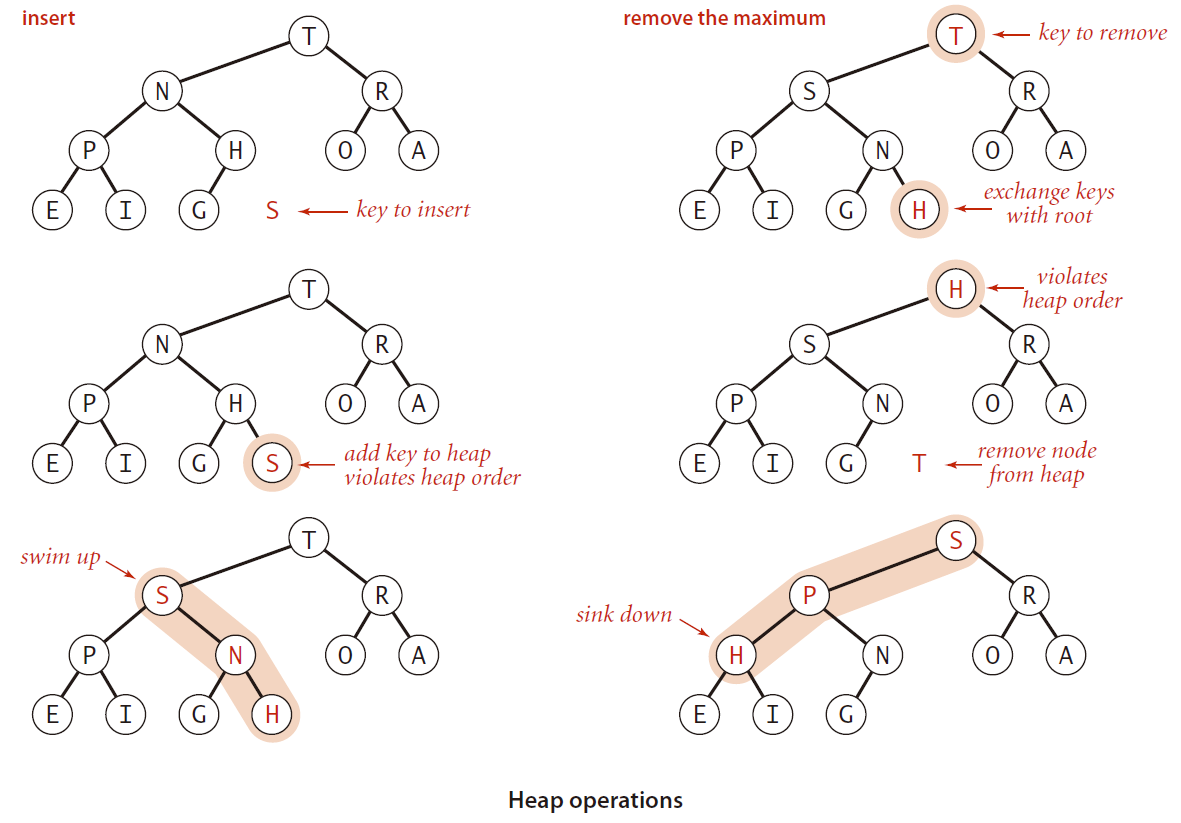 insert
T
N
R
P
H
O
A
E
I
G
S
key to insert
T
N
R
P
H
O
A
E
I
G
S
add key to heap
violates heap order
swim up
T
S
R
P
N
O
A
E
I
G
H
remove the maximum
T
key to remove
S
R
P
N
O
A
E
I
G
H
exchange keys
with root
H
violates
heap order
S
R
P
N
O
A
E
I
G
T
remove node
from heap
S
P
R
sink down
H
N
O
A
E
I
G
Heap operations